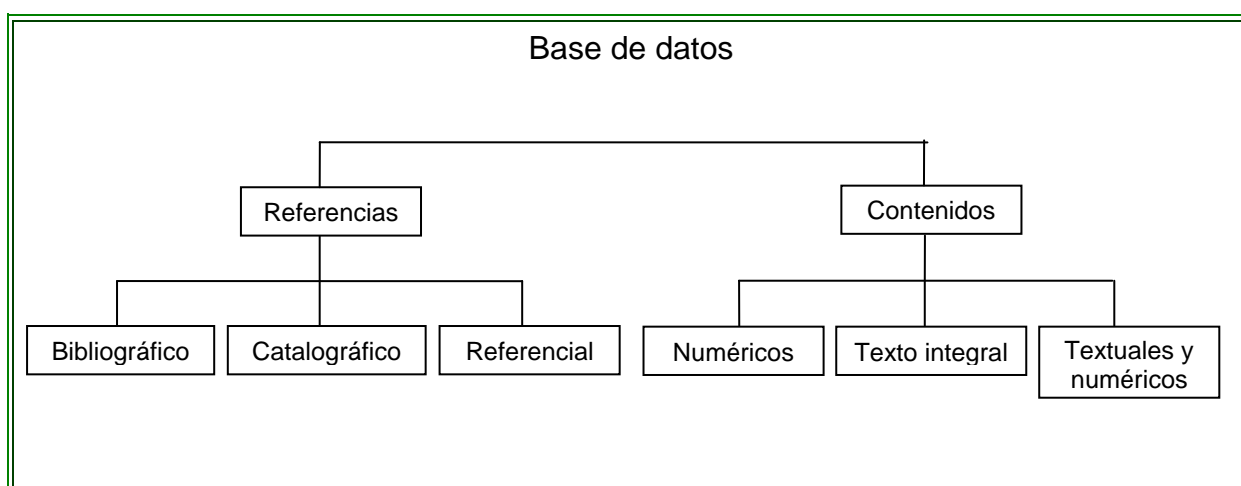 Base de datos
Referencias
Contenidos
Bibliográfico
Catalográfico
Referencial
Numéricos
Texto integral
Textuales y
numéricos